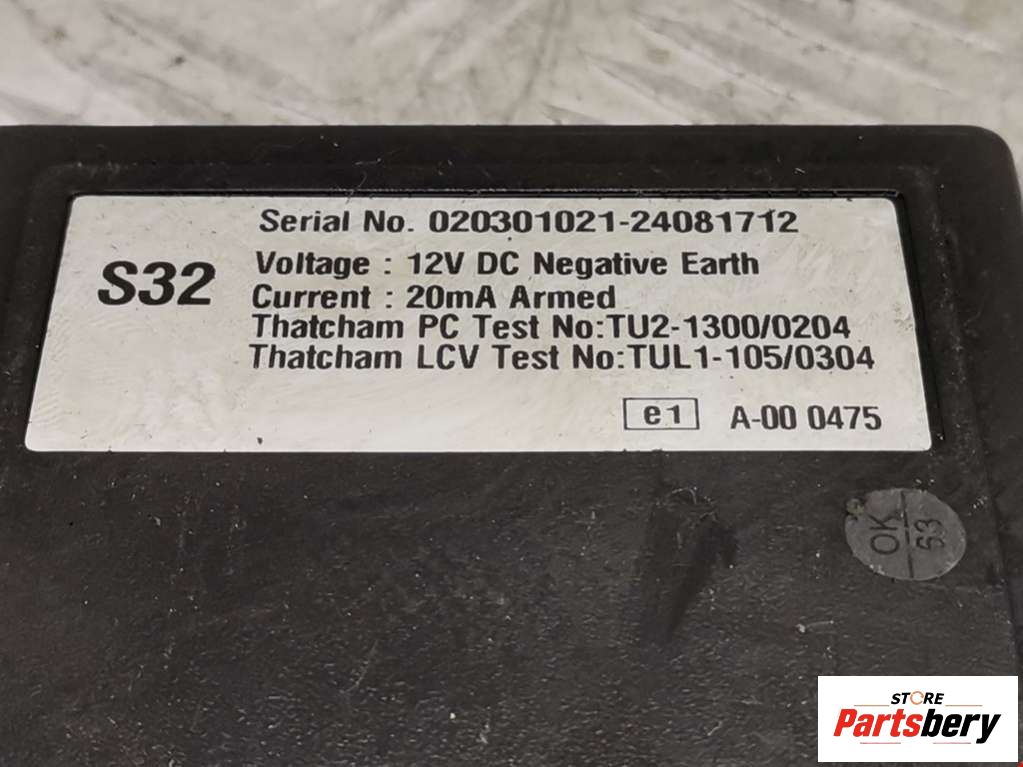 Serial No. 020301021-24081712
S32
Voltage : 12V DC Negative Earth
Current : 20mA Armed
Thatcham PC Test No:TU2-1300/0204
Thatcham LCV Test No:TUL1-105/0304
e1 A-00 0475
OK
63
STORE
Partsbery